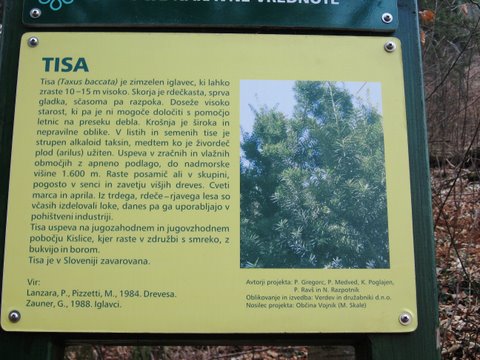 NARAVNE VREDNOTE
TISA
Tisa (Taxus baccata) je zimzelen iglavec, ki lahko
zraste 10–15 m visoko. Skorja je rdečkasta, sprva
gladka, sčasoma pa razpoka. Doseže visoko
starost, ki pa je ni mogoče določiti s pomočjo
letnic na preseku debla. Krošnja je široka in
nepravilne oblike. V listih in semenih tise je
strupen alkaloid taksin, medtem ko je živordeč
plod (arilus) užiten. Uspeva v zračnih in vlažnih
območjih z apneno podlago, do nadmorske
višine 1.600 m. Raste posamič ali v skupini,
pogosto v senci in zavetju višjih dreves. Cveti
marca in aprila. Iz trdega, rdeče–rjavega lesa so
včasih izdelovali loke, danes pa ga uporabljajo v
pohištveni industriji.
Tisa uspeva na jugozahodnem in jugovzhodnem
pobočju Kislice, kjer raste v združbi s smreko, z
bukvijo in borom.
Tisa je v Sloveniji zavarovana.
Vir:
Lanzara, P., Pizzetti, M., 1984. Drevesa.
Zauner, G., 1988. Iglavci.
Avtorji projekta: P. Gregorc, P. Medved, K. Poglajen,
P. Ravš in N. Razpotnik
Oblikovanje in izvedba: Verdev in družabniki d.n.o.
Nosilec projekta: Občina Vojnik (M. Skale)